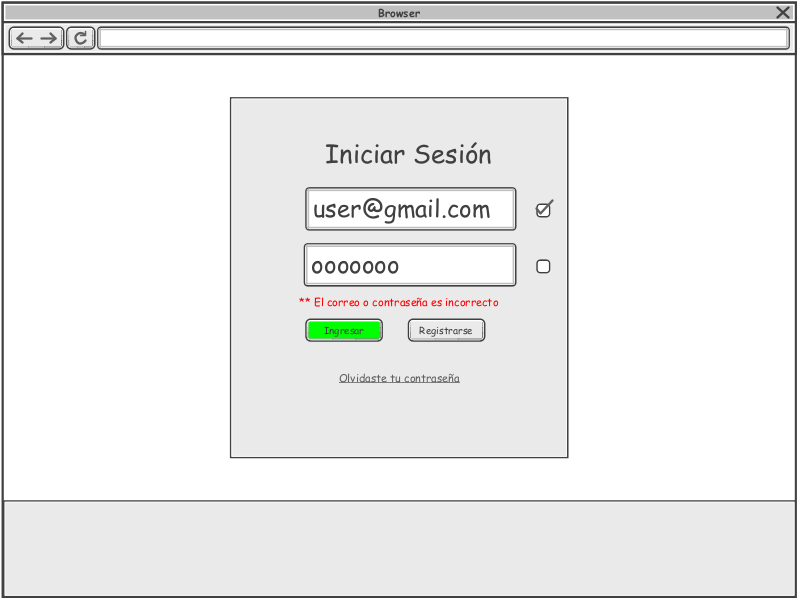 Browser
Iniciar Sesión
user@gmail.com
ooooooo
** El correo o contraseña es incorrecto
Ingresar Registrarse
Olvidaste tu contraseña